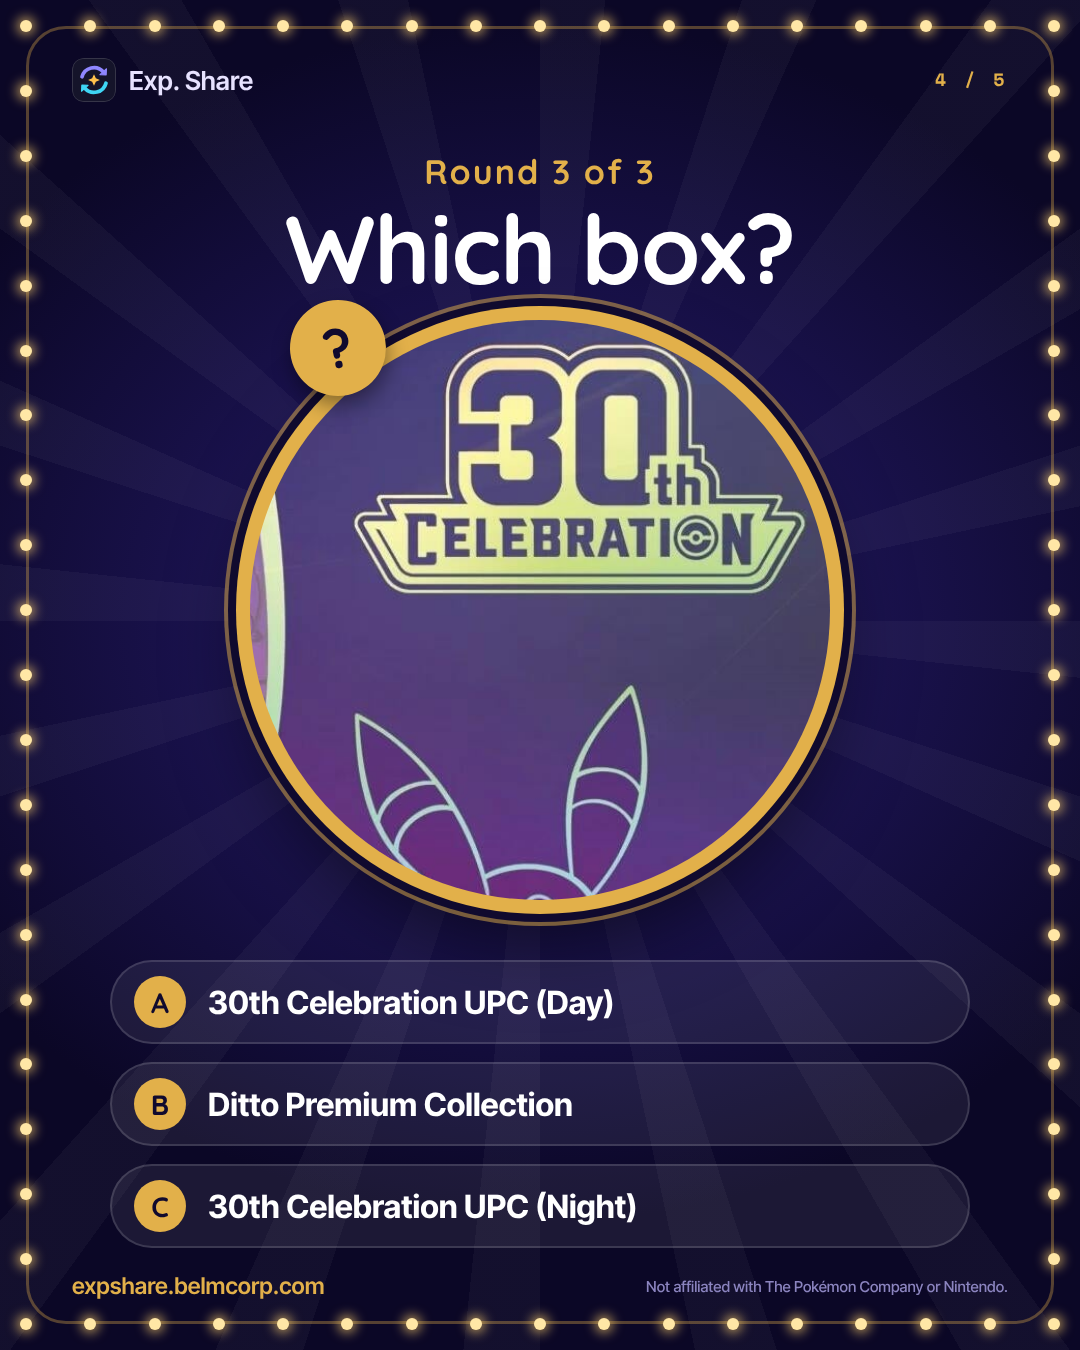 Exp. Share
4 / 5
Round 3 of 3
Which box?
?
30th
CELEBRATION
A 30th Celebration UPC (Day)
B Ditto Premium Collection
C 30th Celebration UPC (Night)
expshare.belmcorp.com
Not affiliated with The Pokémon Company or Nintendo.